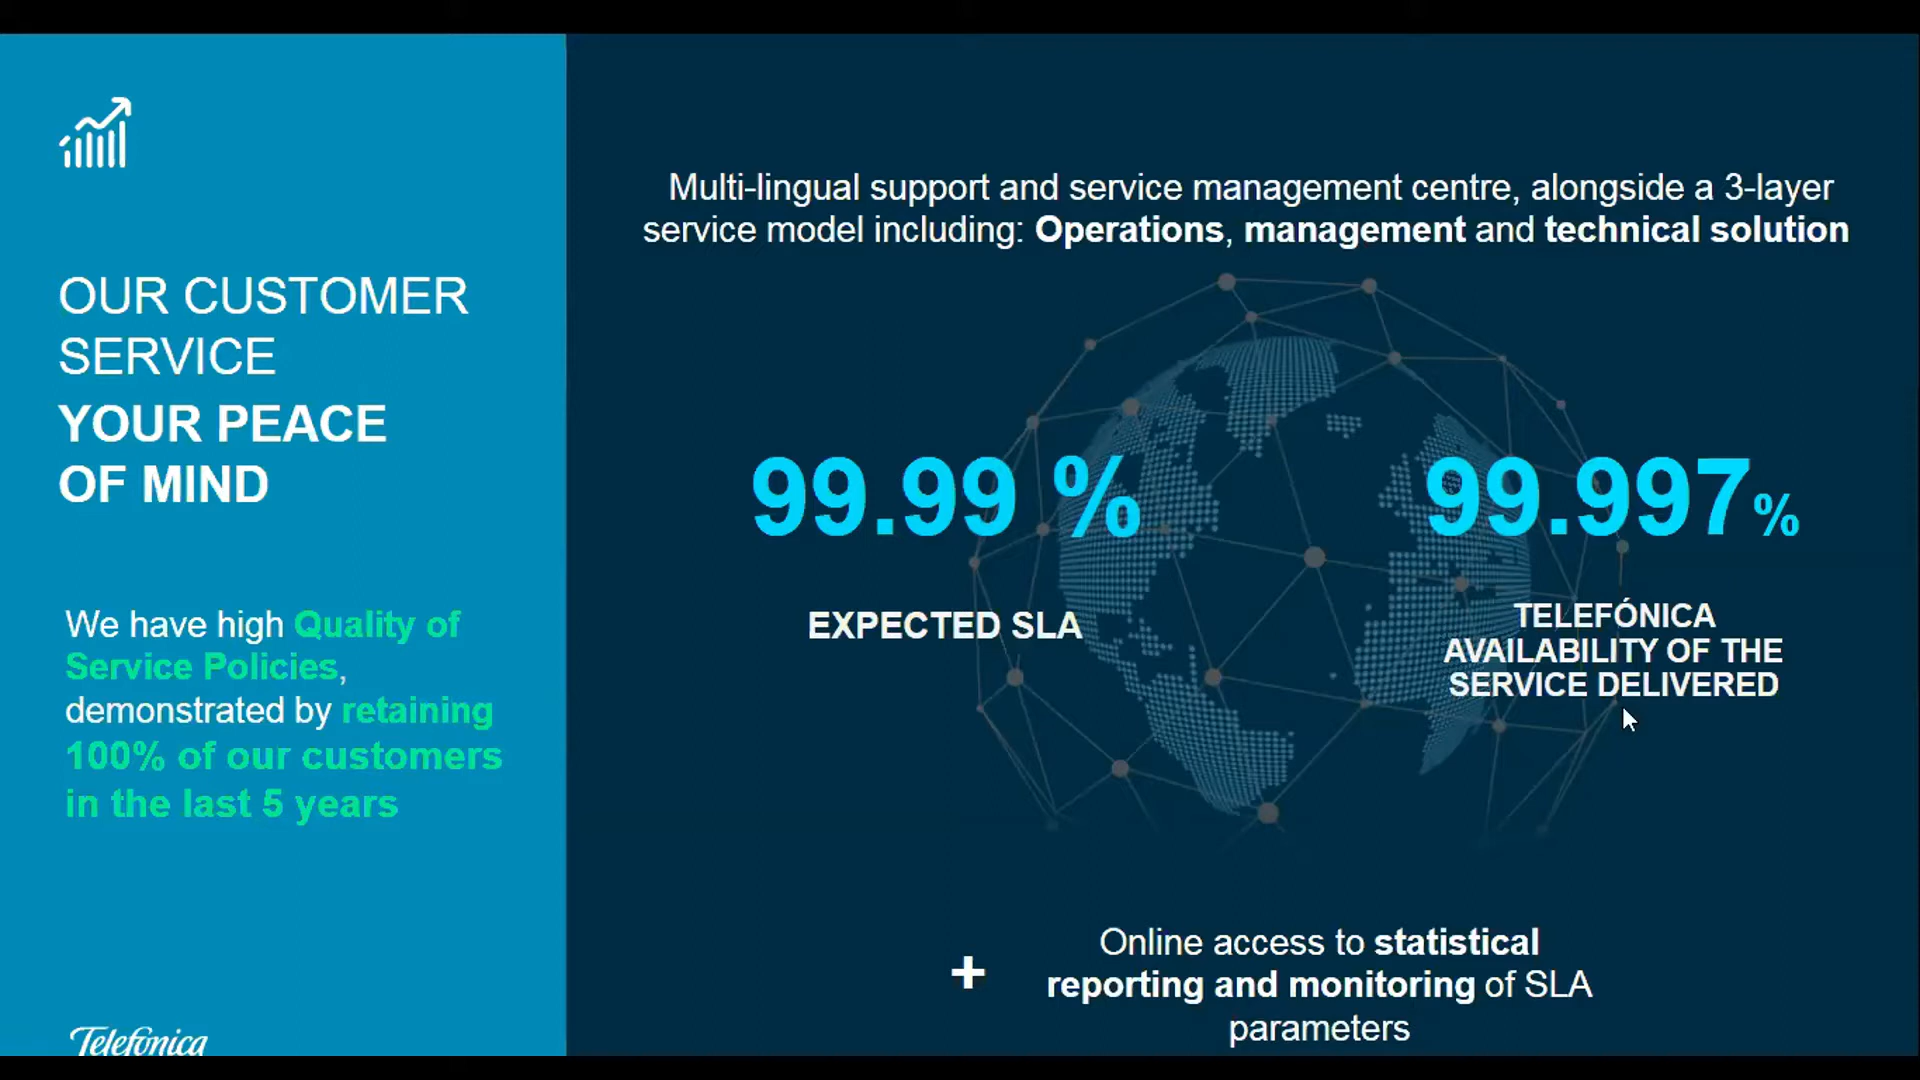 OUR CUSTOMER
SERVICE
YOUR PEACE
OF MIND
We have high Quality of
Service Policies,
demonstrated by retaining
100% of our customers
in the last 5 years
Telefónica
Multi-lingual support and service management centre, alongside a 3-layer
service model including: Operations, management and technical solution
99.99 %
EXPECTED SLA
99.997%
TELEFÓNICA
AVAILABILITY OF THE
SERVICE DELIVERED
+
Online access to statistical
reporting and monitoring of SLA
parameters